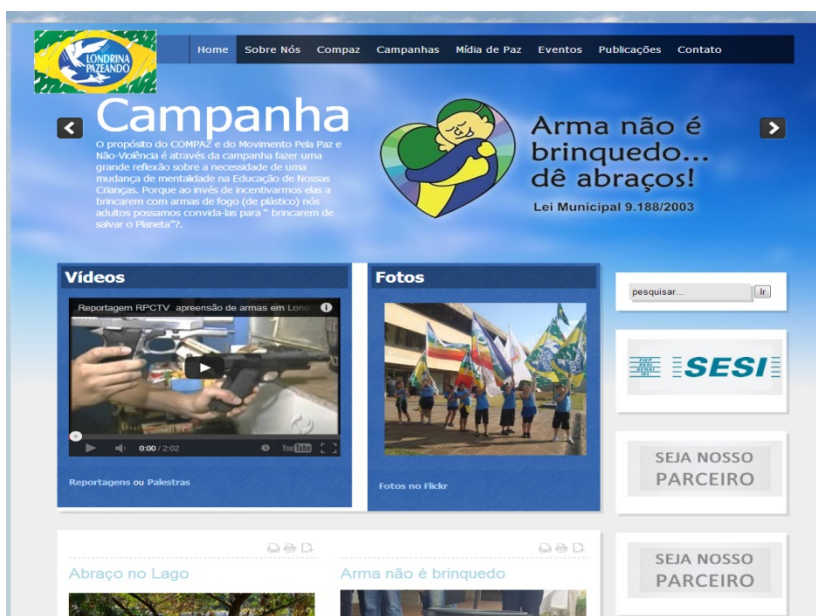 LONDRINA
PAZEANDO
Home Sobre Nós Compaz Campanhas Mídia de Paz Eventos Publicações Contato
Campanha
O propósito do COMPAZ e do Movimento Pela Paz e
Não-Violência é através da campanha fazer uma
grande reflexão sobre a necessidade de uma
mudança de mentalidade na Educação de Nossas
Crianças. Porque ao invés de incentivarmos elas a
brincarem com armas de fogo (de plástico) nós
adultos possamos convida-las para " brincarem de
salvar o Planeta"?.
Arma não é
brinquedo...
dê abraços!
Lei Municipal 9.188/2003
Vídeos
Reportagem RPCTV apreensão de armas em Lond
0:00 / 2:02
YouTube
Reportagens ou Palestras
Fotos
Fotos no Flickr
pesquisar...
Ir
SESI
SEJA NOSSO
PARCEIRO
SEJA NOSSO
PARCEIRO
Abraço no Lago
Arma não é brinquedo